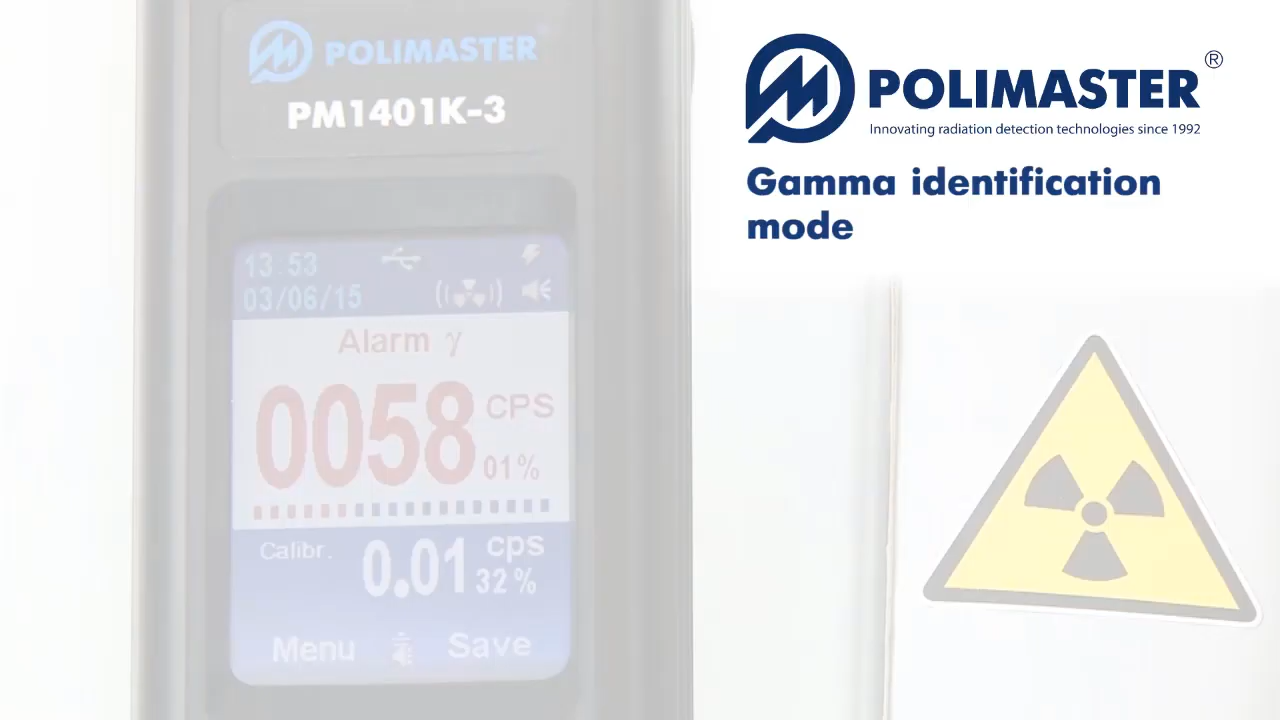 POLIMASTER
PM1401K-3
13 53
03/06/15
Alarm γ
0058 CPS
01%
Calibr. 0.01 cps
32%
Menu Save
POLIMASTER®
Innovating radiation detection technologies since 1992
Gamma identification
mode